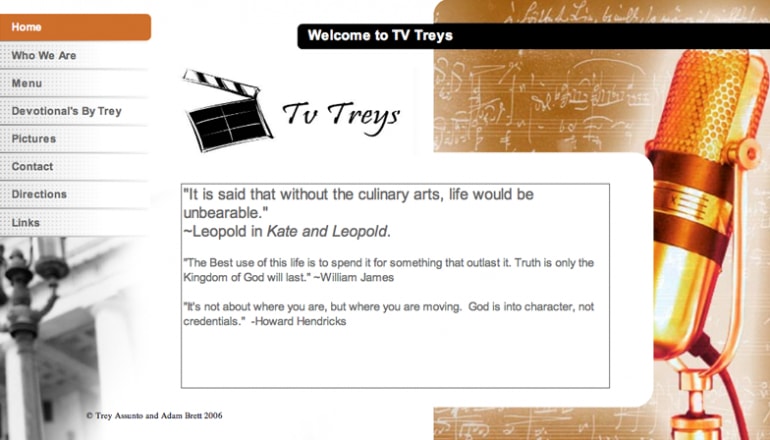 Home
Welcome to TV Treys
Who We Are
Menu
Devotional's By Trey
Pictures
Contact
Directions
Links
Tv Treys
"It is said that without the culinary arts, life would be
unbearable."
~Leopold in Kate and Leopold.
"The Best use of this life is to spend it for something that outlast it. Truth is only the
Kingdom of God will last." ~William James
"It's not about where you are, but where you are moving.  God is into character, not
credentials."  -Howard Hendricks
© Trey Assunto and Adam Brett 2006